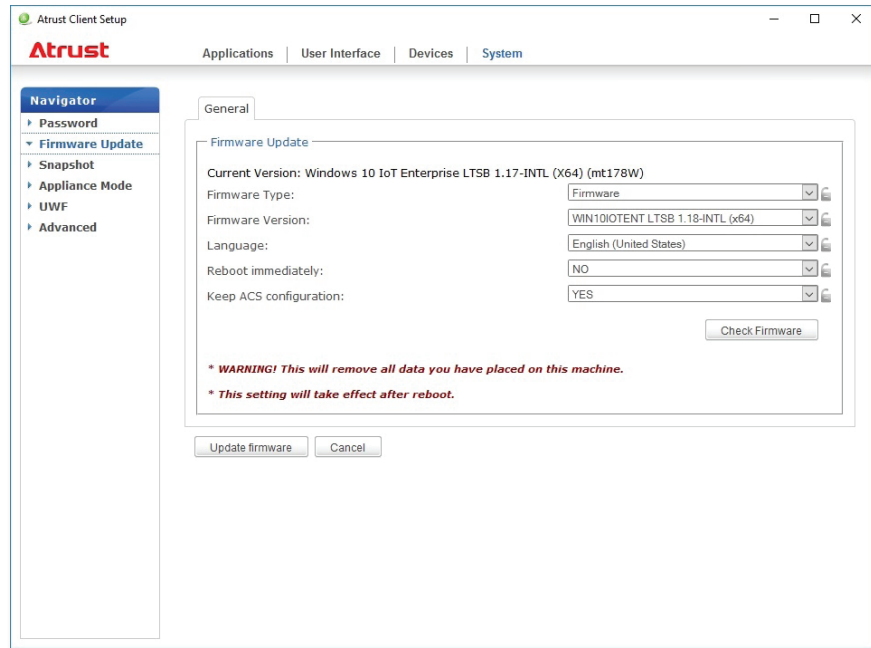 Atrust Client Setup
Atrust
Applications | User Interface | Devices | System
Navigator
Password
Firmware Update
Snapshot
Appliance Mode
UWF
Advanced
General
Firmware Update
Current Version: Windows 10 IoT Enterprise LTSB 1.17-INTL (X64) (mt178W)
Firmware Type: Firmware
Firmware Version: WIN10IOTENT LTSB 1.18-INTL (x64)
Language: English (United States)
Reboot immediately: NO
Keep ACS configuration: YES
Check Firmware
* WARNING! This will remove all data you have placed on this machine.
* This setting will take effect after reboot.
Update firmware Cancel